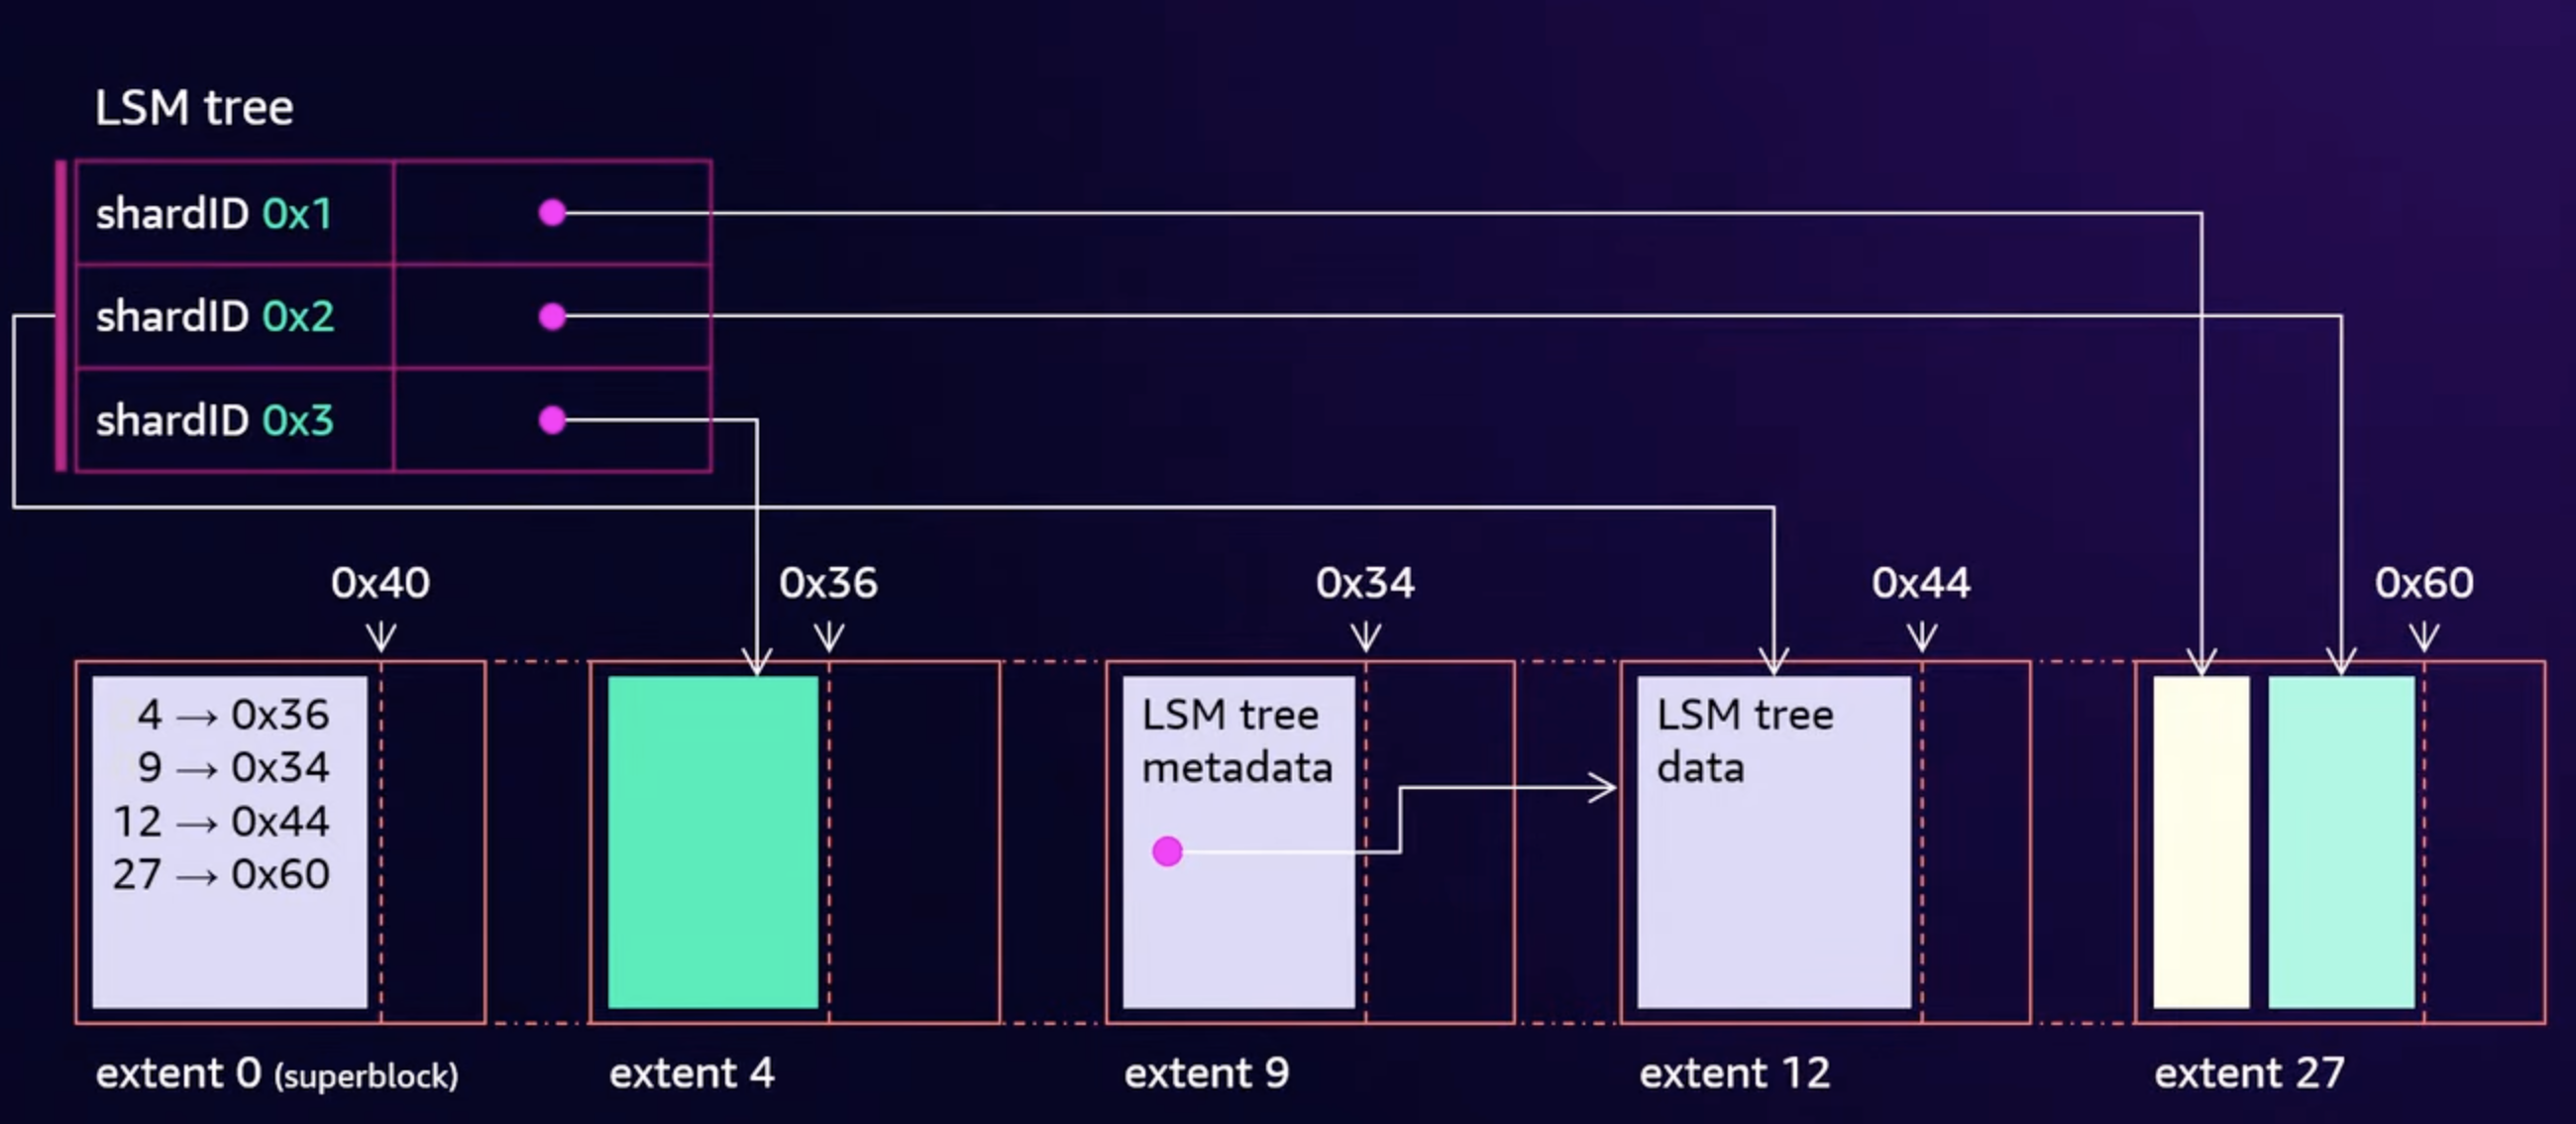 LSM tree
shardID 0x1
shardID 0x2
shardID 0x3
0x40
0x36
0x34
0x44
0x60
4 → 0x36
9 → 0x34
12 → 0x44
27 → 0x60
LSM tree
metadata
LSM tree
data
extent 0 (superblock)
extent 4
extent 9
extent 12
extent 27